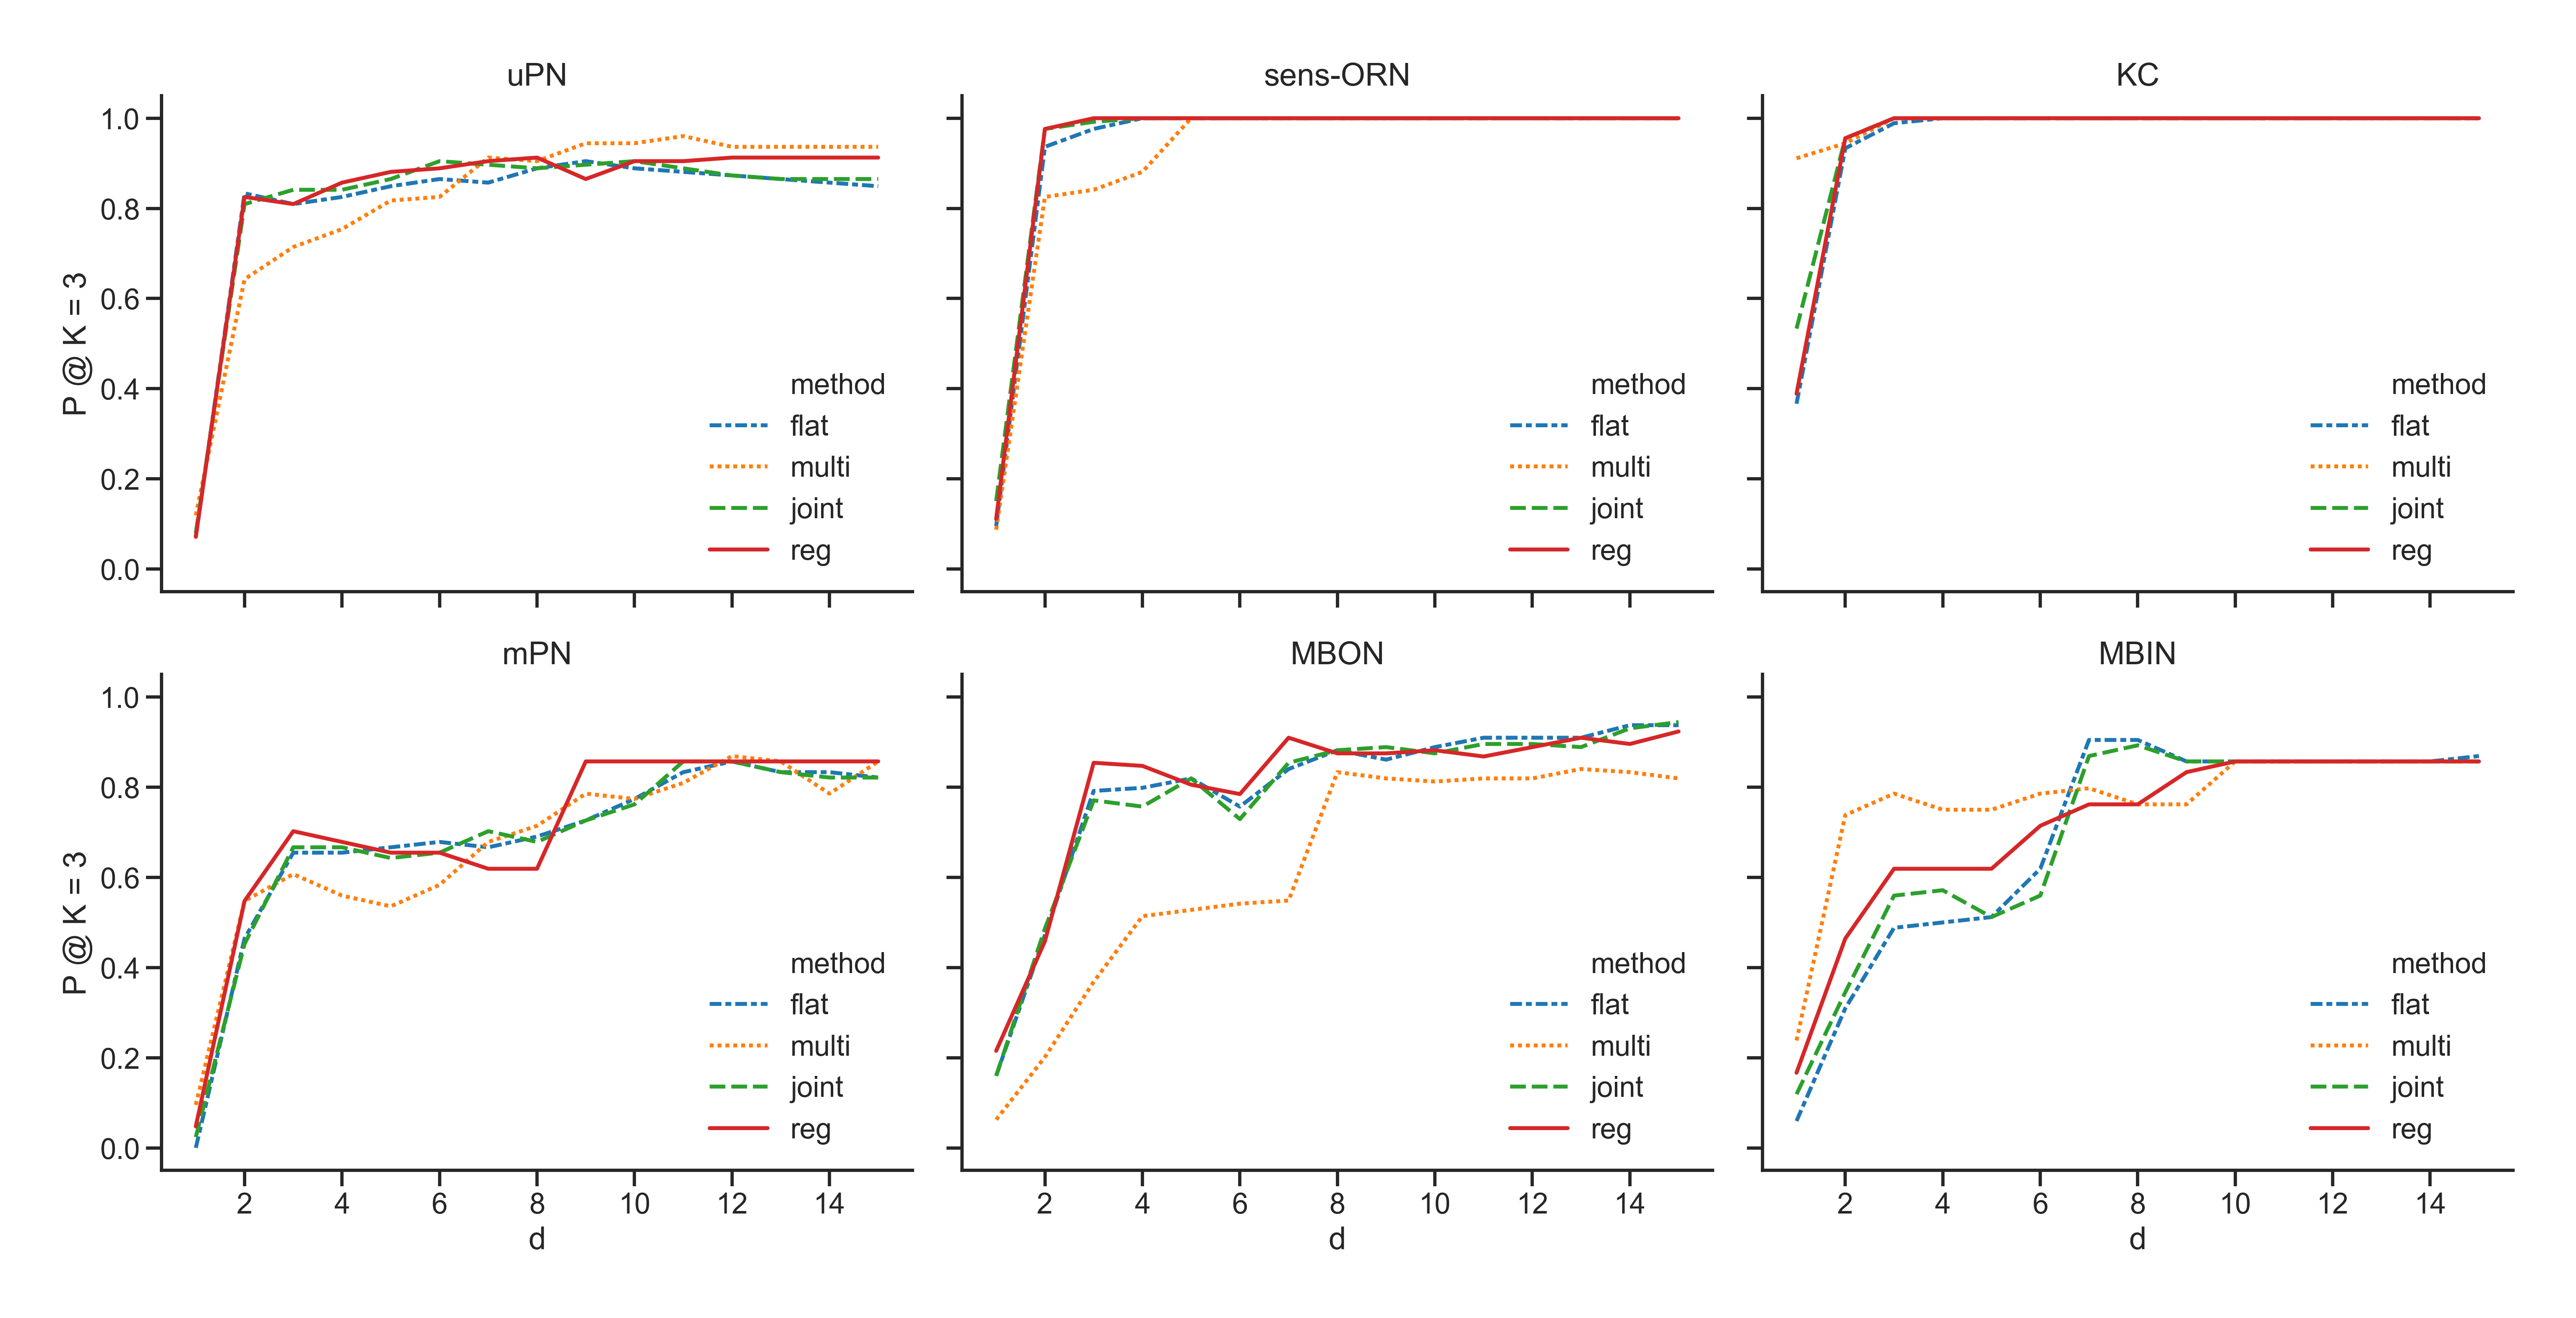 uPN
P @ K = 3
1.0
0.8
0.6
0.4
0.2
0.0
method
flat
multi
joint
reg
sens-ORN
method
flat
multi
joint
reg
KC
method
flat
multi
joint
reg
mPN
P @ K = 3
1.0
0.8
0.6
0.4
0.2
0.0
method
flat
multi
joint
reg
2 4 6 8 10 12 14
d
MBON
method
flat
multi
joint
reg
2 4 6 8 10 12 14
d
MBIN
method
flat
multi
joint
reg
2 4 6 8 10 12 14
d